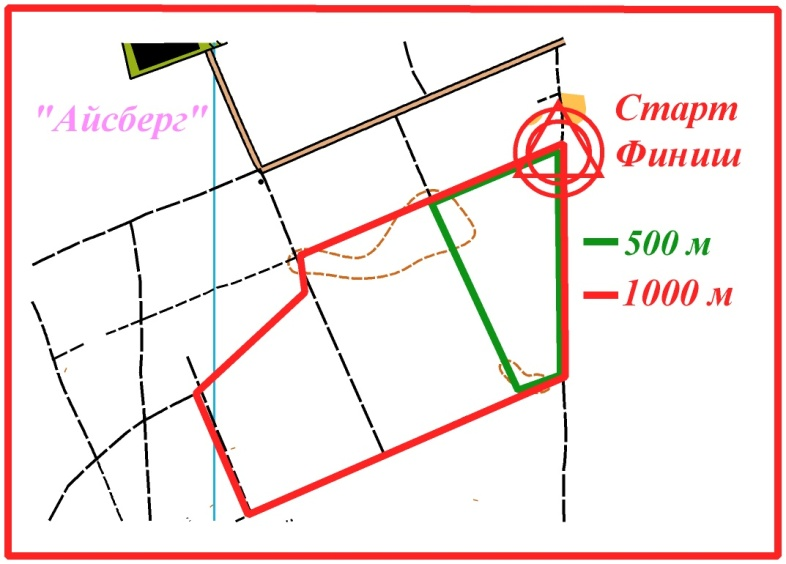 "Айсберг"
Старт
Финиш
500 м
1000 м